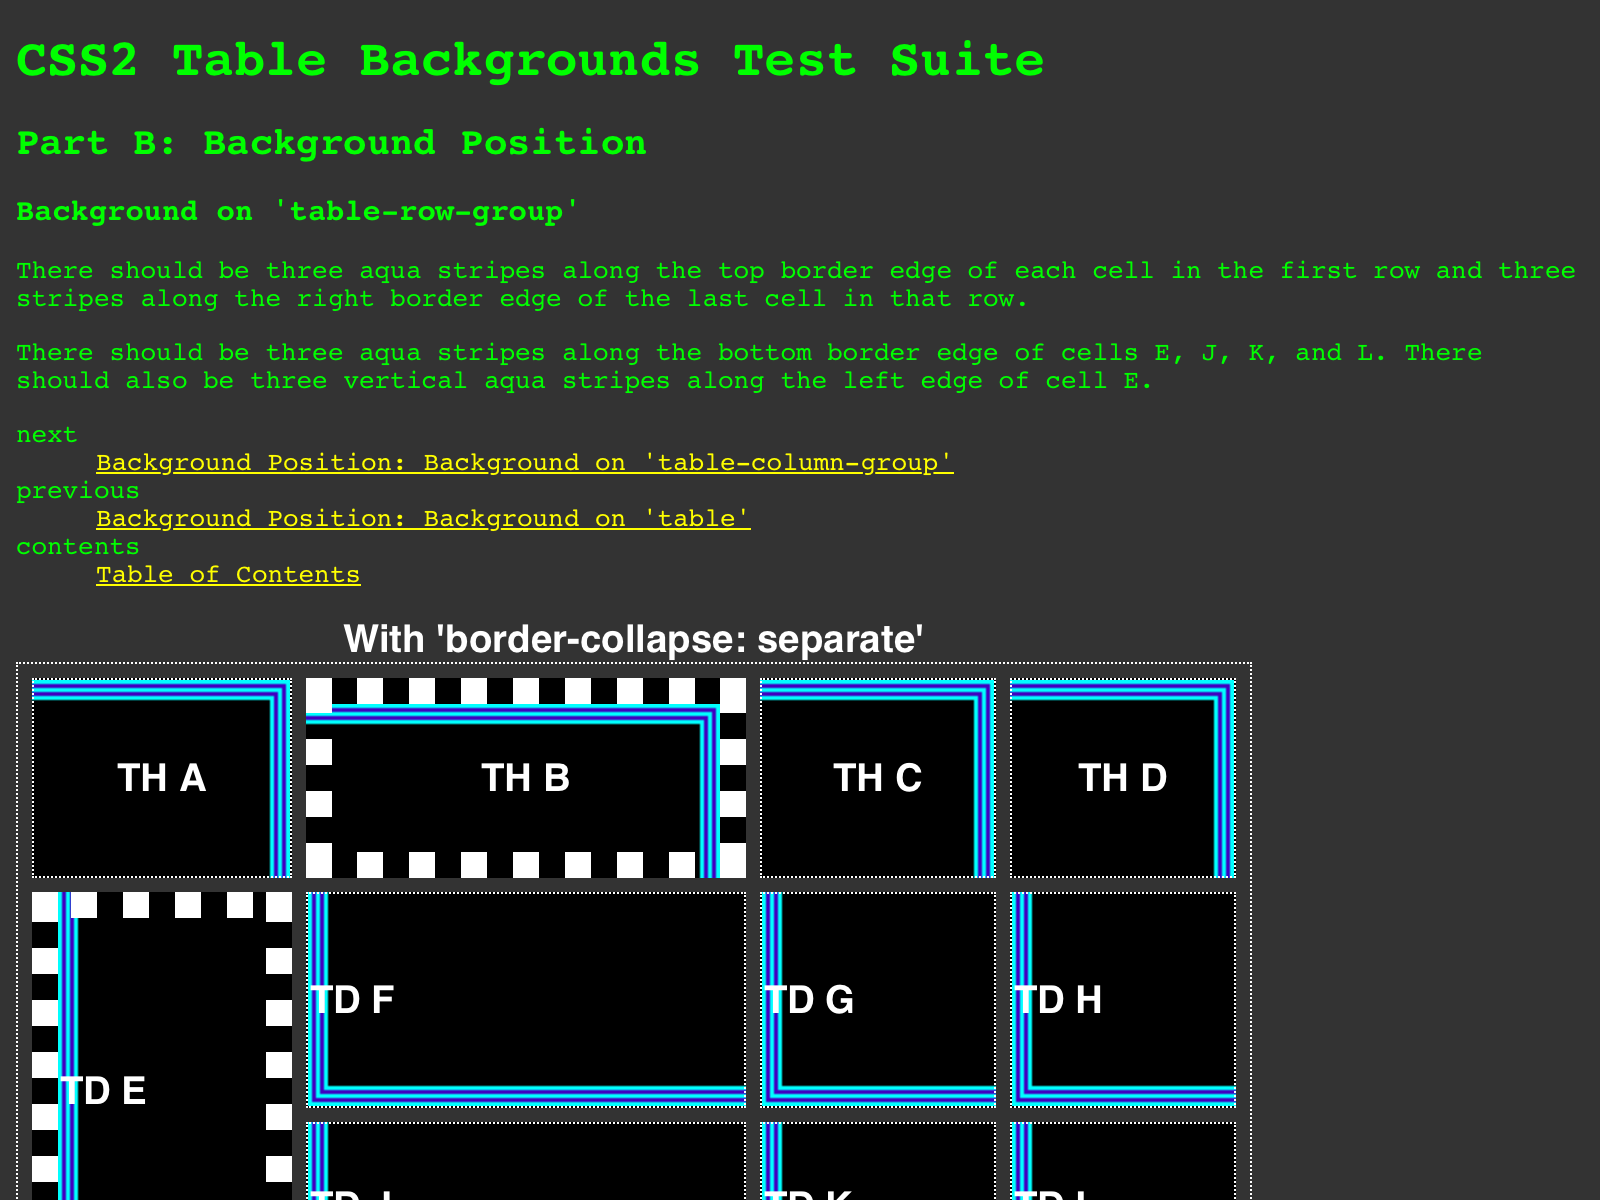 CSS2 Table Backgrounds Test Suite
Part B: Background Position
Background on 'table-row-group'
There should be three aqua stripes along the top border edge of each cell in the first row and three
stripes along the right border edge of the last cell in that row.
There should be three aqua stripes along the bottom border edge of cells E, J, K, and L. There
should also be three vertical aqua stripes along the left edge of cell E.
next
Background Position: Background on 'table-column-group'
previous
Background Position: Background on 'table'
contents
Table of Contents
With 'border-collapse: separate'
TH A
TH B
TH C
TH D
TD E
TD F
TD G
TD H
TD
TD K
TD